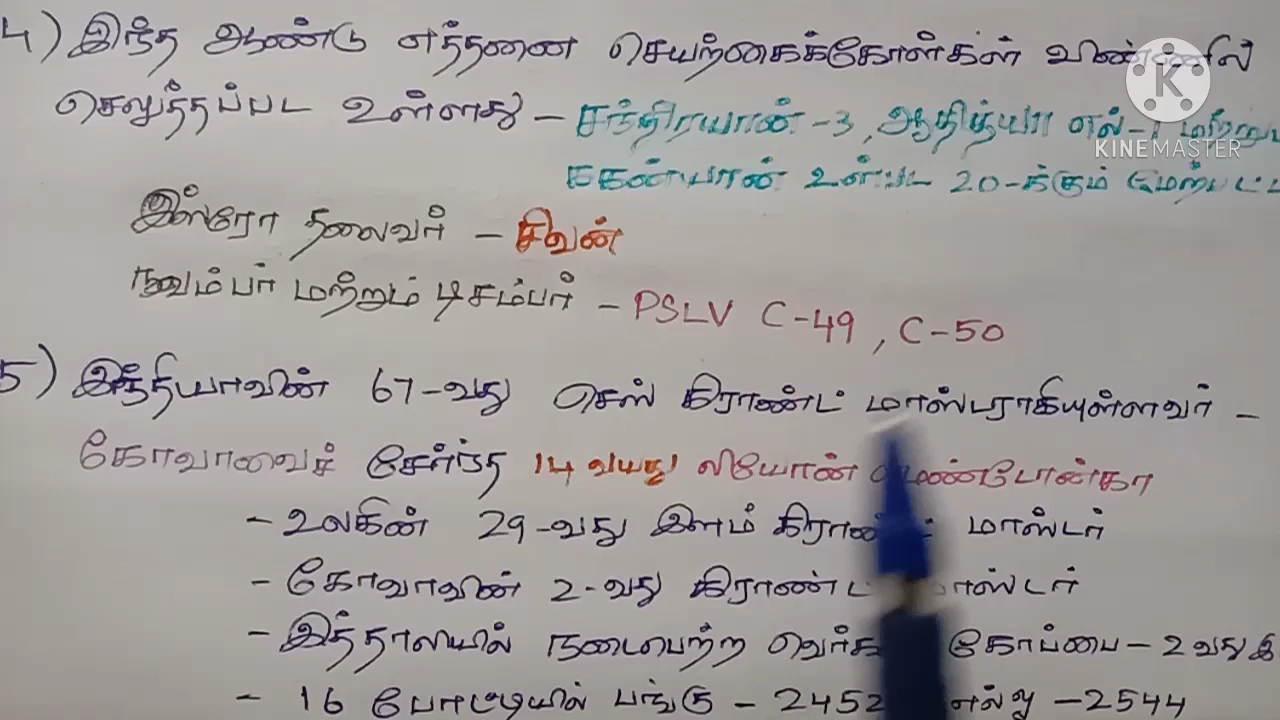 4) இந்த ஆண்டு எத்தனை செயற்கைக்கோள்கள் விண்ணில்
செலுத்தப்பட உள்ளது - சந்திரயான் -3, ஆதித்யா எல்-1 மற்றும்
ககன்யான் உள்பட 20-க்கும் மேற்பட்ட
இஸ்ரோ தலைவர் - சிவன்
நவம்பர் மற்றும் டிசம்பர் - PSLV C-49, C-50
5) இந்தியாவின் 67-வது செஸ் கிராண்ட் மாஸ்டராகியுள்ளவர் -
கோவாவைச் சேர்ந்த 14 வயது லியோன் மெண்டோன்கா
- உலகின் 29-வது இளம் கிராண்ட் மாஸ்டர்
- கோவாவின் 2-வது கிராண்ட் மாஸ்டர்
- இத்தாலியில் நடைபெற்ற கோப்பை - 2வது
- 16 போட்டியில் பங்கு - 2452 எல்லு - 2544
K
KINEMASTER